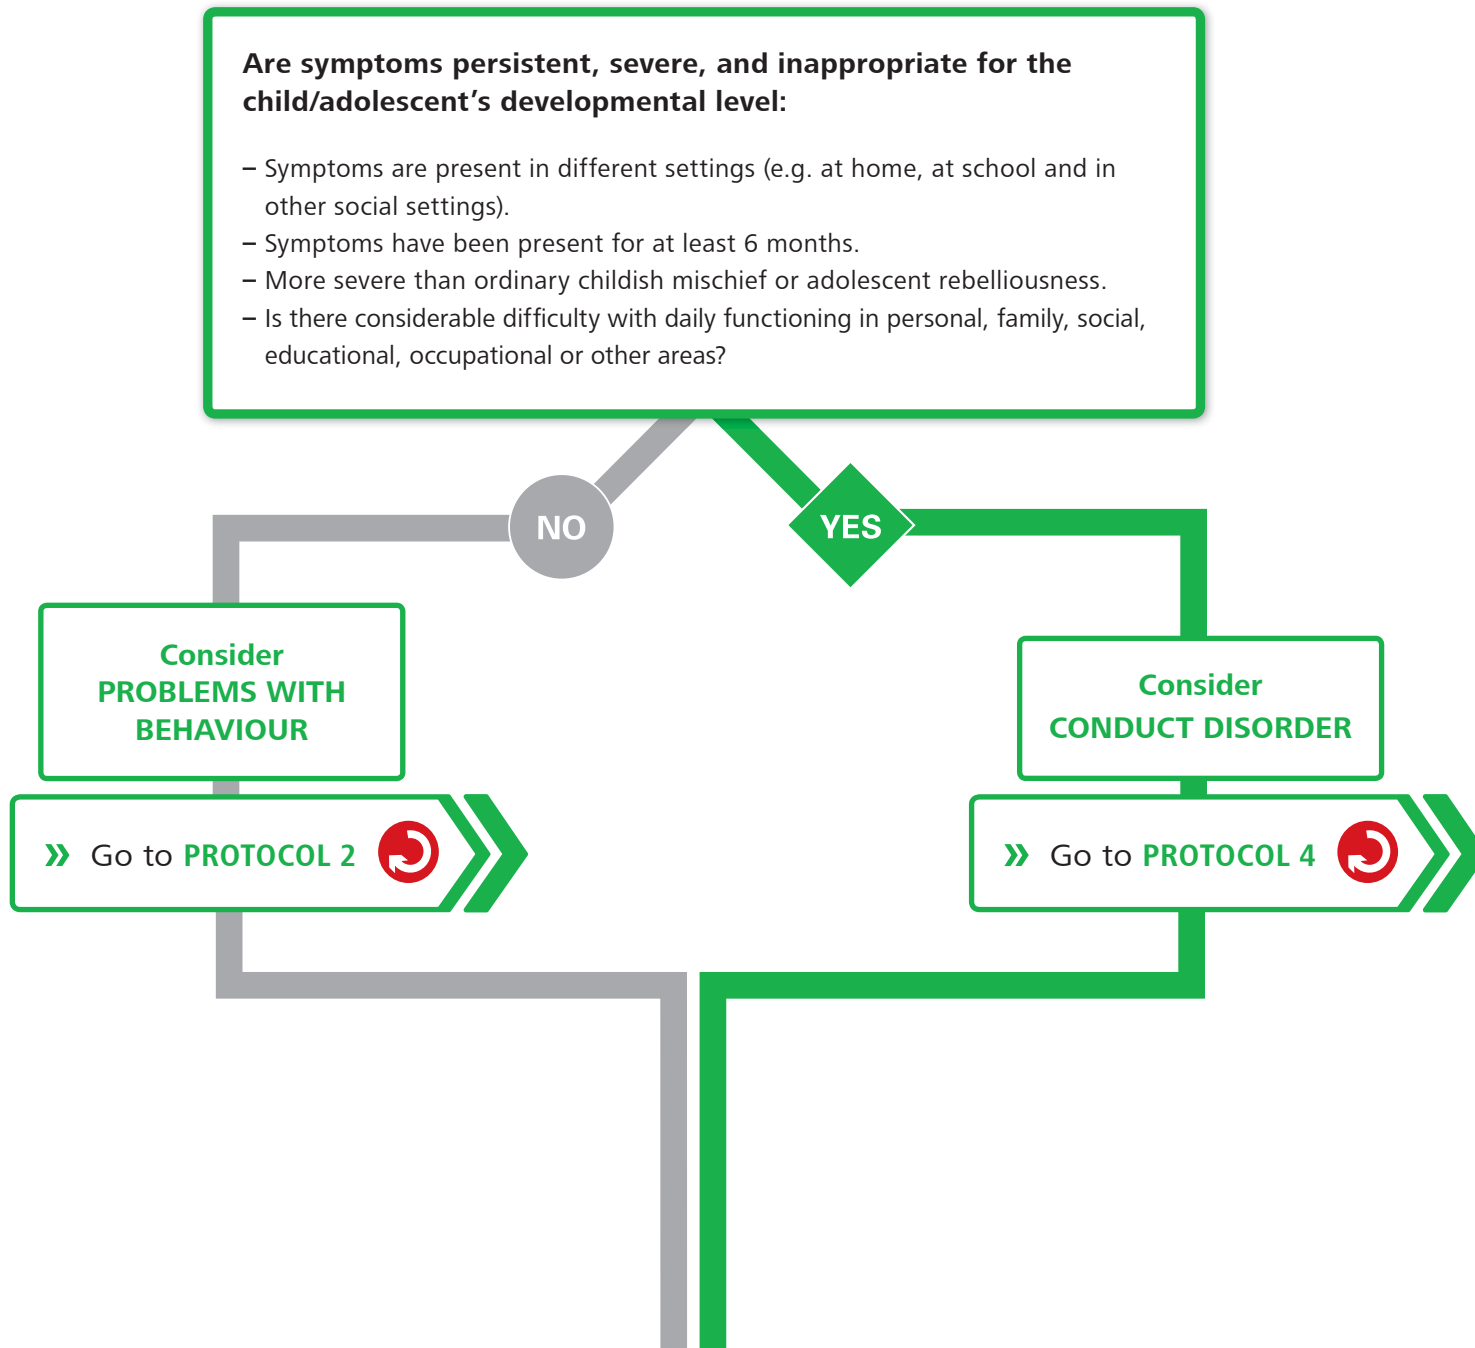 Are symptoms persistent, severe, and inappropriate for the
child/adolescent’s developmental level:
– Symptoms are present in different settings (e.g. at home, at school and in
other social settings).
– Symptoms have been present for at least 6 months.
– More severe than ordinary childish mischief or adolescent rebelliousness.
– Is there considerable difficulty with daily functioning in personal, family, social,
educational, occupational or other areas?
NO
YES
Consider
PROBLEMS WITH
BEHAVIOUR
Consider
CONDUCT DISORDER
» Go to PROTOCOL 2
» Go to PROTOCOL 4